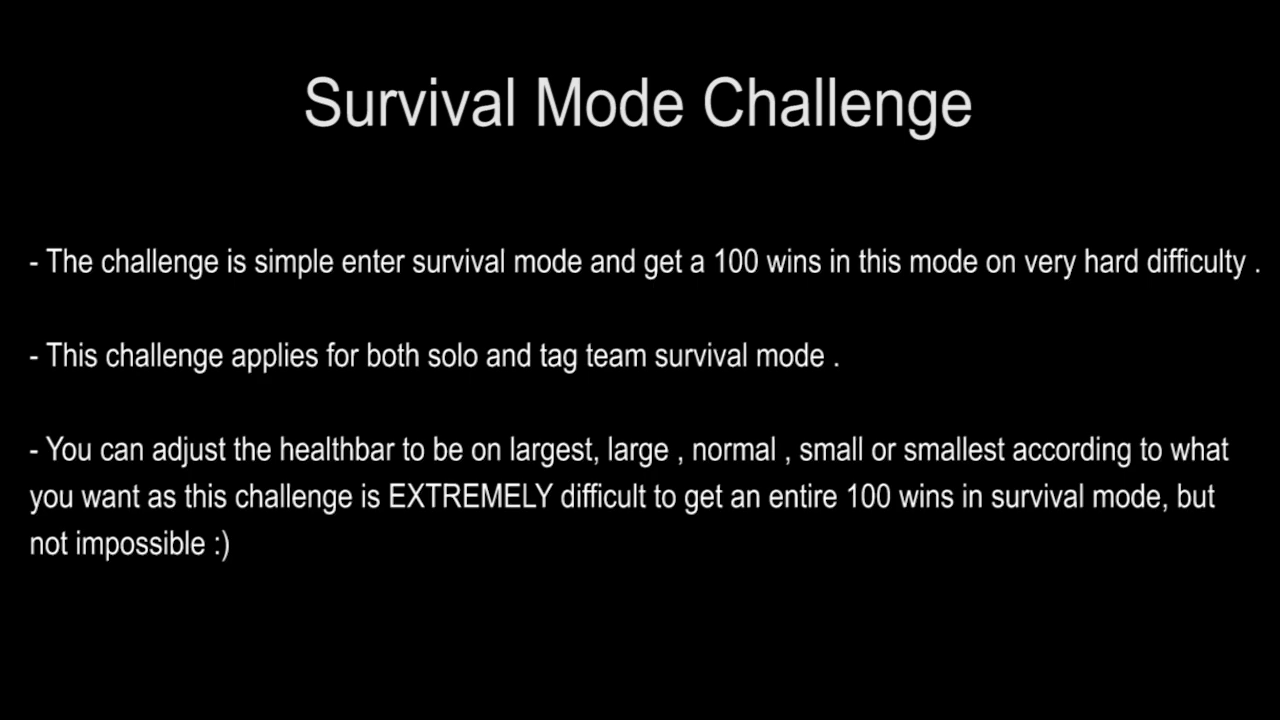 Survival Mode Challenge
- The challenge is simple enter survival mode and get a 100 wins in this mode on very hard difficulty .
- This challenge applies for both solo and tag team survival mode .
- You can adjust the healthbar to be on largest, large , normal , small or smallest according to what
you want as this challenge is EXTREMELY difficult to get an entire 100 wins in survival mode, but
not impossible :)